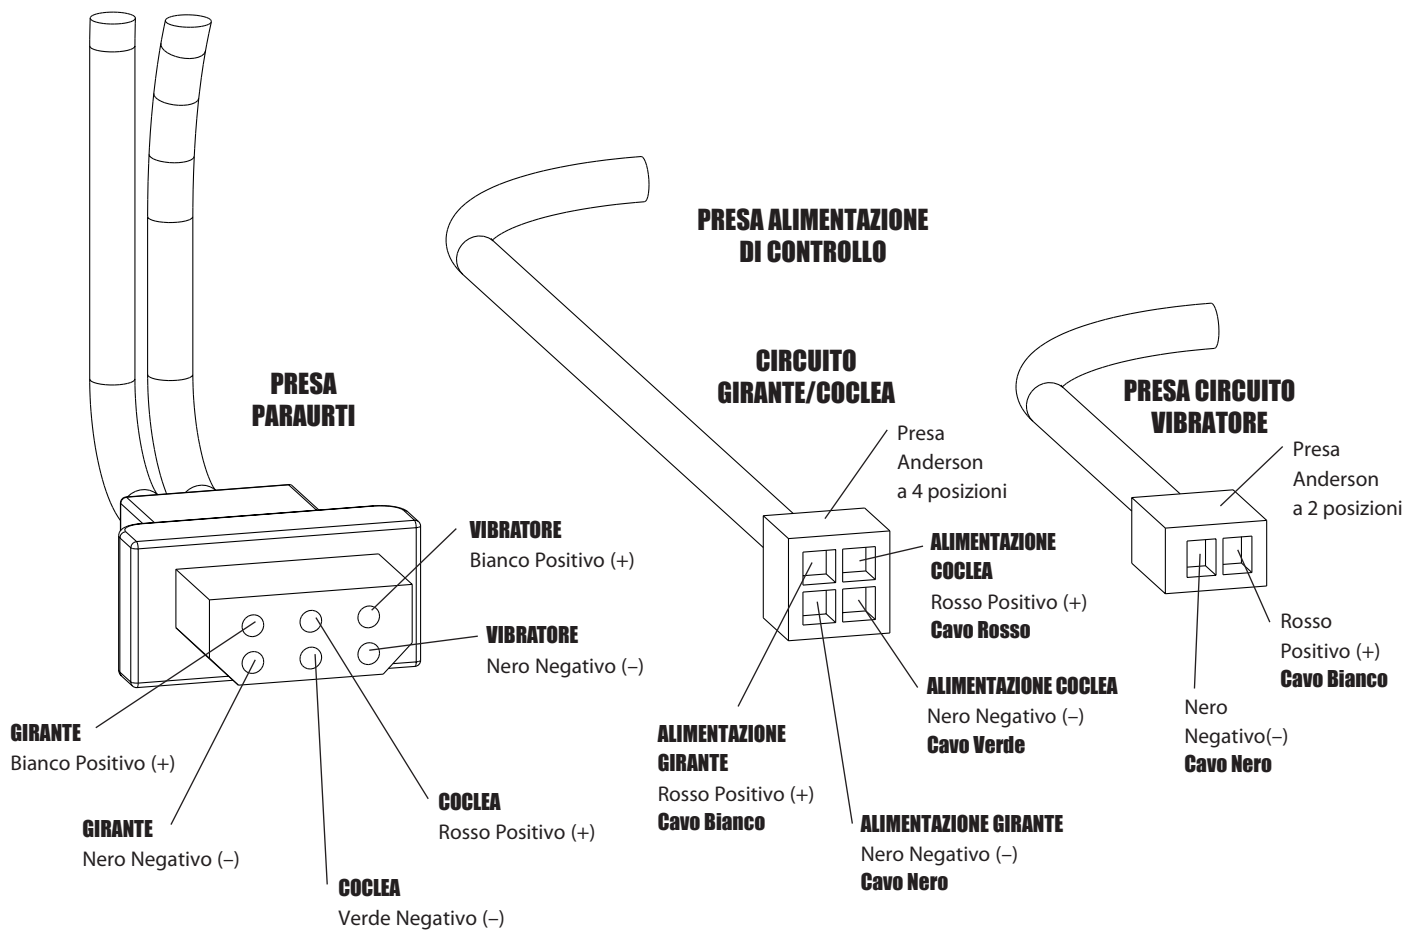 PRESA
PARAURTI
VIBRATORE
Bianco Positivo (+)
VIBRATORE
Nero Negativo (–)
GIRANTE
Bianco Positivo (+)
GIRANTE
Nero Negativo (–)
COCLEA
Rosso Positivo (+)
COCLEA
Verde Negativo (–)
PRESA ALIMENTAZIONE
DI CONTROLLO
CIRCUITO
GIRANTE/COCLEA
Presa
Anderson
a 4 posizioni
ALIMENTAZIONE
COCLEA
Rosso Positivo (+)
Cavo Rosso
ALIMENTAZIONE COCLEA
Nero Negativo (–)
Cavo Verde
ALIMENTAZIONE
GIRANTE
Rosso Positivo (+)
Cavo Bianco
ALIMENTAZIONE GIRANTE
Nero Negativo (–)
Cavo Nero
PRESA CIRCUITO
VIBRATORE
Presa
Anderson
a 2 posizioni
Rosso
Positivo (+)
Cavo Bianco
Nero
Negativo(–)
Cavo Nero